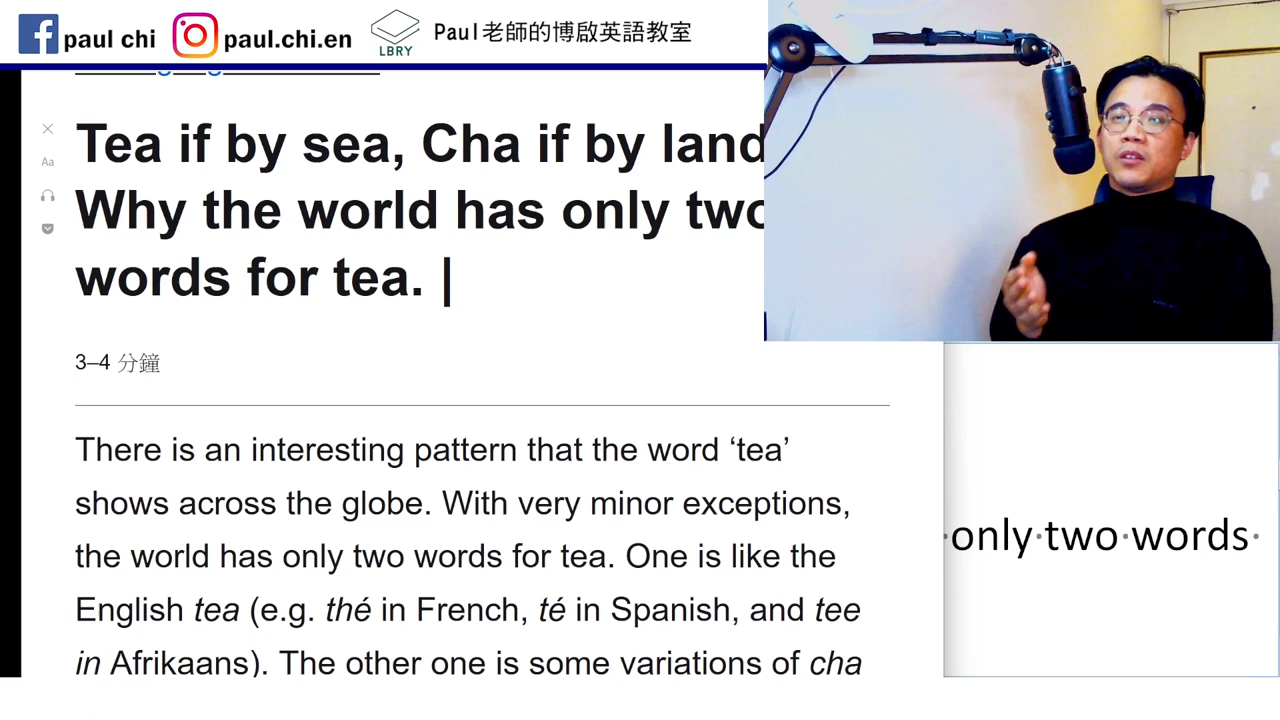 paul chi
paul.chi.en
LBRY
Paul老師的博啟英語教室
Tea if by sea, Cha if by land
Why the world has only two
words for tea. |
Aa
3–4 分鐘
There is an interesting pattern that the word ‘tea’
shows across the globe. With very minor exceptions,
the world has only two words for tea. One is like the
English tea (e.g. thé in French, té in Spanish, and tee
in Afrikaans). The other one is some variations of cha
·only·two·words·